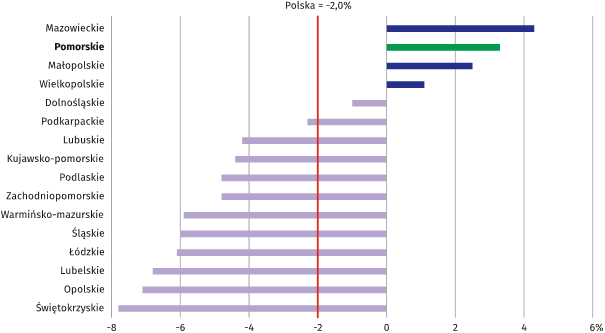 Polska = -2,0%
Mazowieckie
Pomorskie
Małopolskie
Wielkopolskie
Dolnośląskie
Podkarpackie
Lubuskie
Kujawsko-pomorskie
Podlaskie
Zachodniopomorskie
Warmińsko-mazurskie
Śląskie
Łódzkie
Lubelskie
Opolskie
Świętokrzyskie
-8 -6 -4 -2 0 2 4 6%